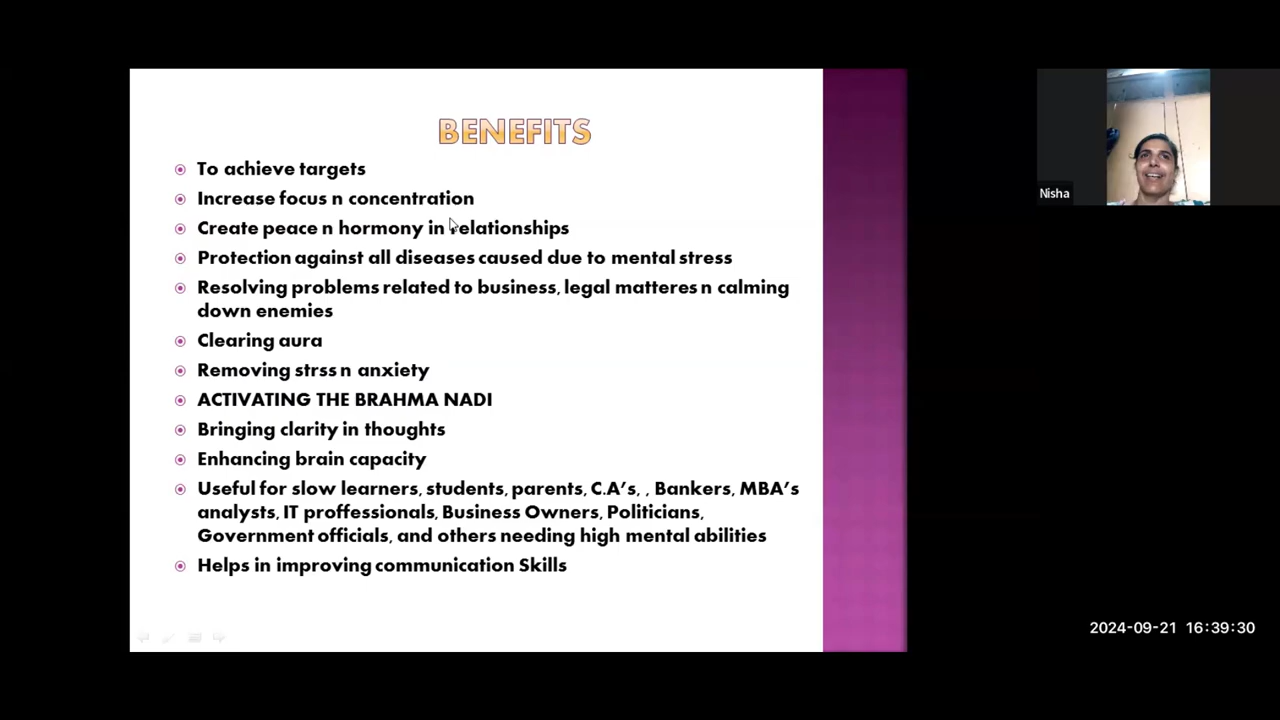 BENEFITS
To achieve targets
Increase focus n concentration
Create peace n hormony in relationships
Protection against all diseases caused due to mental stress
Resolving problems related to business, legal matteres n calming
down enemies
Clearing aura
Removing strss n anxiety
ACTIVATING THE BRAHMA NADI
Bringing clarity in thoughts
Enhancing brain capacity
Useful for slow learners, students, parents, C.A's, , Bankers, MBA's
analysts, IT proffessionals, Business Owners, Politicians,
Government officials, and others needing high mental abilities
Helps in improving communication Skills
Nisha
2024-09-21 16:39:30